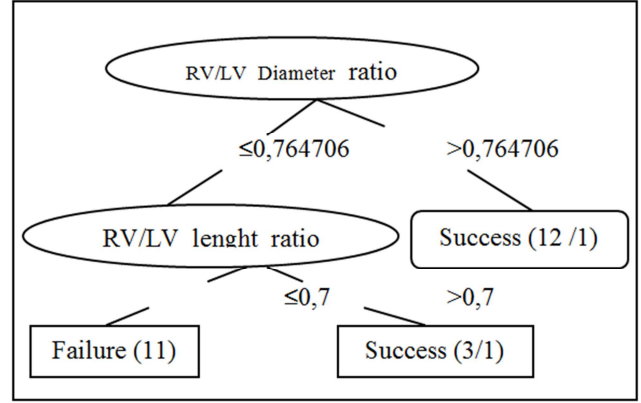 RV/LV Diameter ratio
≤0,764706 >0,764706
RV/LV lenght ratio
Success (12 /1)
≤0,7 >0,7
Failure (11)
Success (3/1)